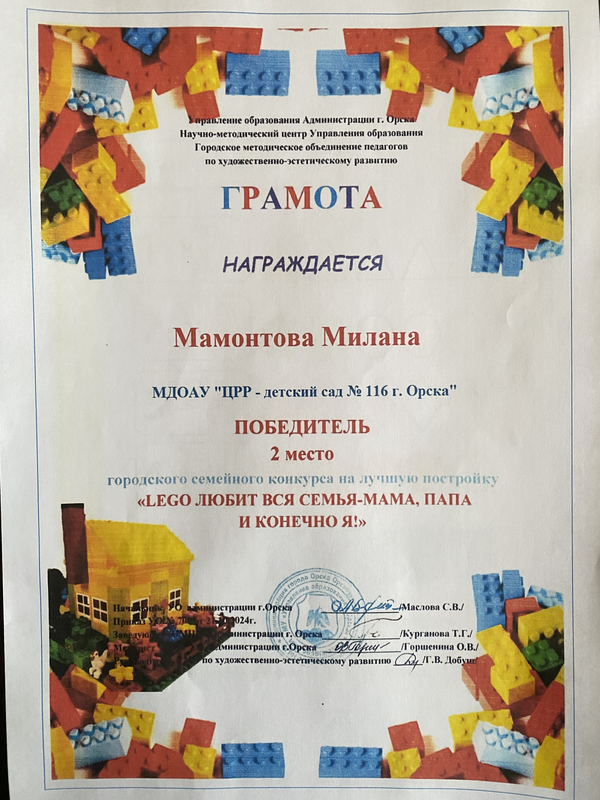 Управление образования Администрации г. Орска
Научно-методический центр Управления образования
Городское методическое объединение педагогов
по художественно-эстетическому развитию
ГРАМОТА
НАГРАЖДАЕТСЯ
Мамонтова Милана
МДОАУ "ЦРР - детский сад № 116 г. Орска"
ПОБЕДИТЕЛЬ
2 место
городского семейного конкурса на лучшую постройку
«LEGO ЛЮБИТ ВСЯ СЕМЬЯ-МАМА, ПАПА
И КОНЕЧНО Я!»
администрации г.Орска /Маслова С.В./
Приказ 2024г.
администрации г. Орска /Курганова Т.Г./
администрации г.Орска /Горшенина О.В./
по художественно-эстетическому развитию /Г.В. Добуш/